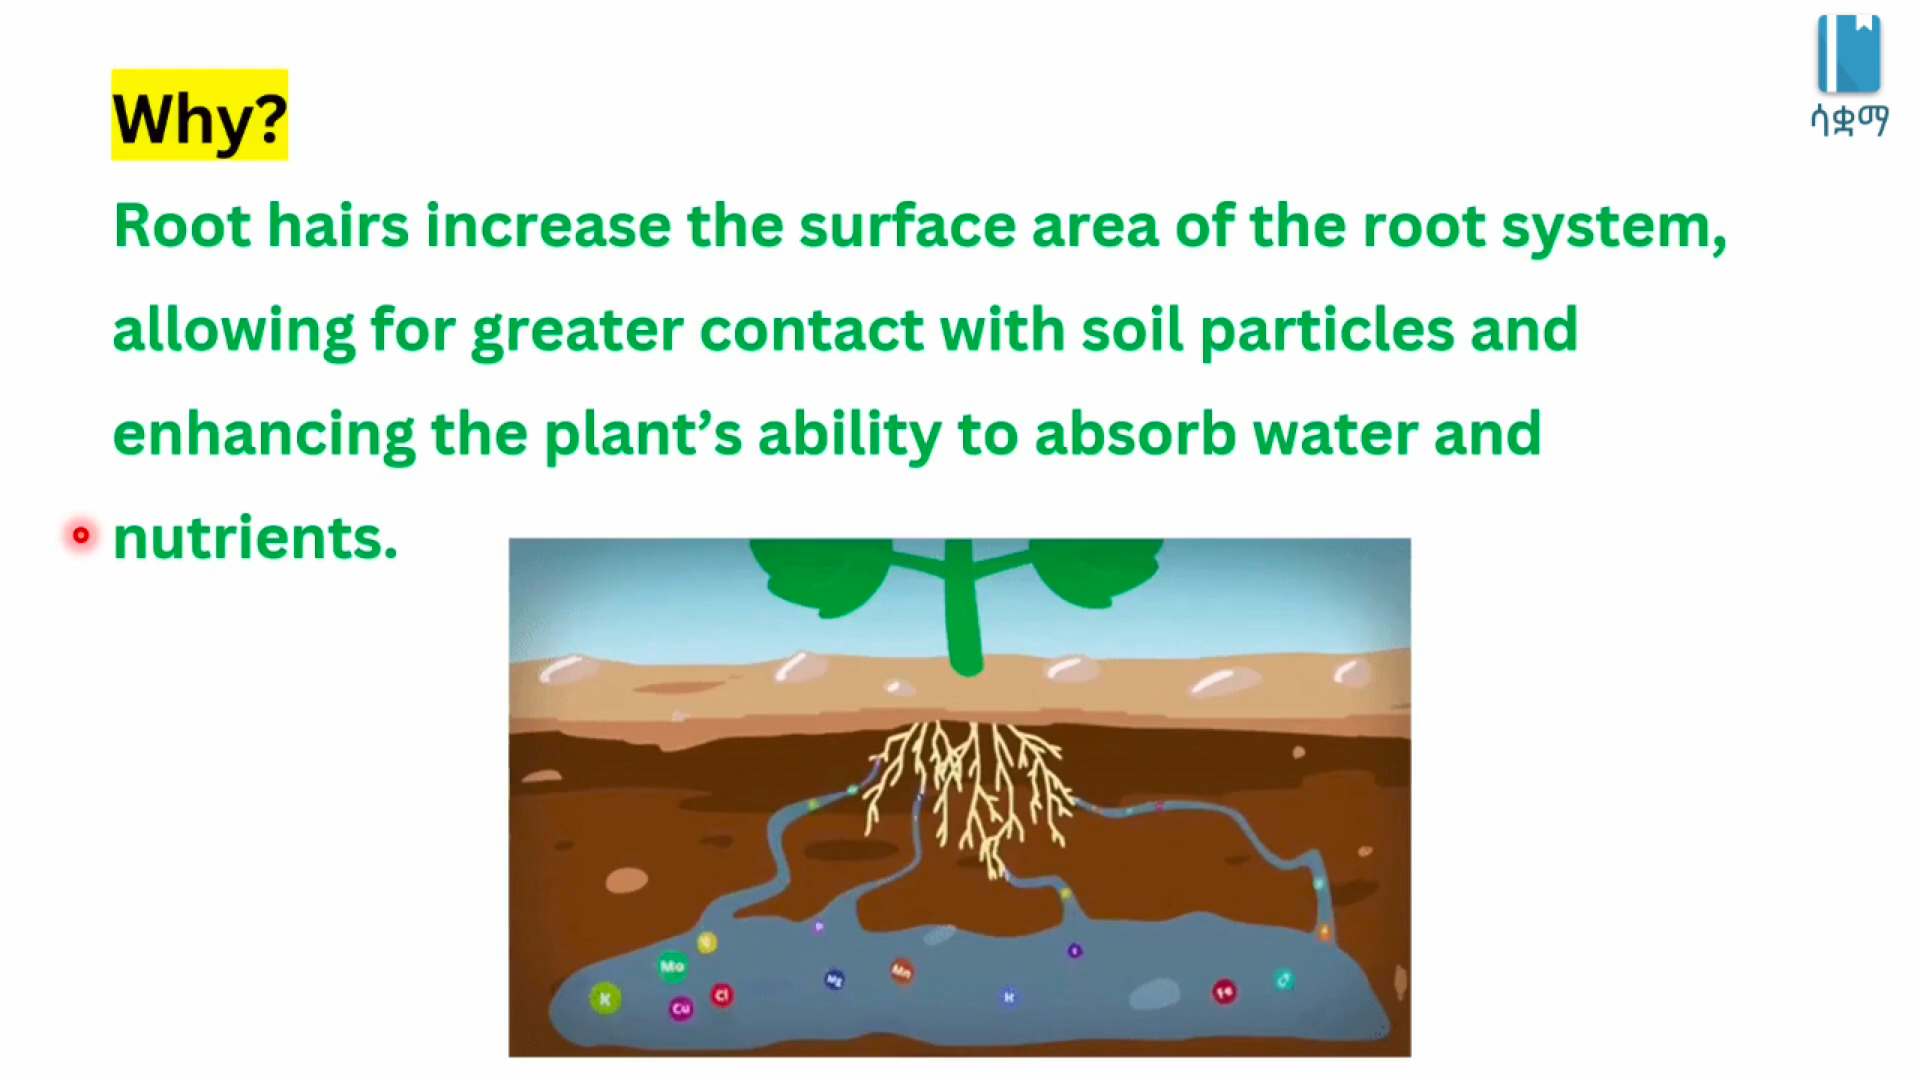 ሳቋማ
Why?
Root hairs increase the surface area of the root system,
allowing for greater contact with soil particles and
enhancing the plant’s ability to absorb water and
nutrients.
Mo
K
Cu
Cl
P
Mg
Mn
H
Fe